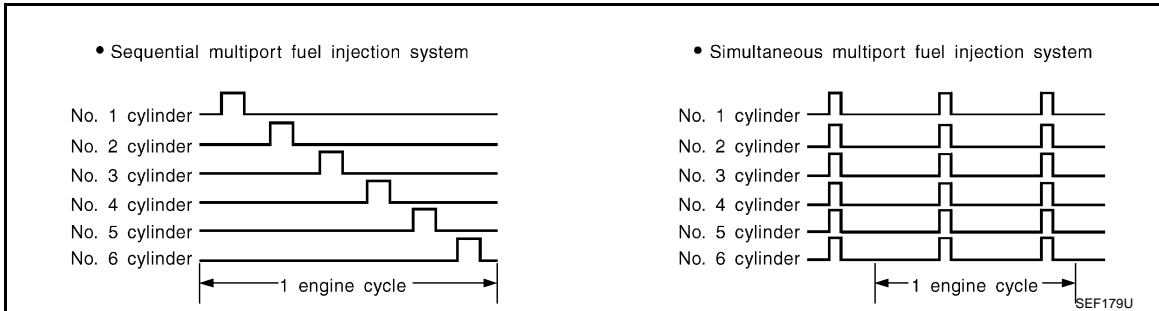 • Sequential multiport fuel injection system
No. 1 cylinder
No. 2 cylinder
No. 3 cylinder
No. 4 cylinder
No. 5 cylinder
No. 6 cylinder
1 engine cycle
• Simultaneous multiport fuel injection system
No. 1 cylinder
No. 2 cylinder
No. 3 cylinder
No. 4 cylinder
No. 5 cylinder
No. 6 cylinder
1 engine cycle
SEF179U